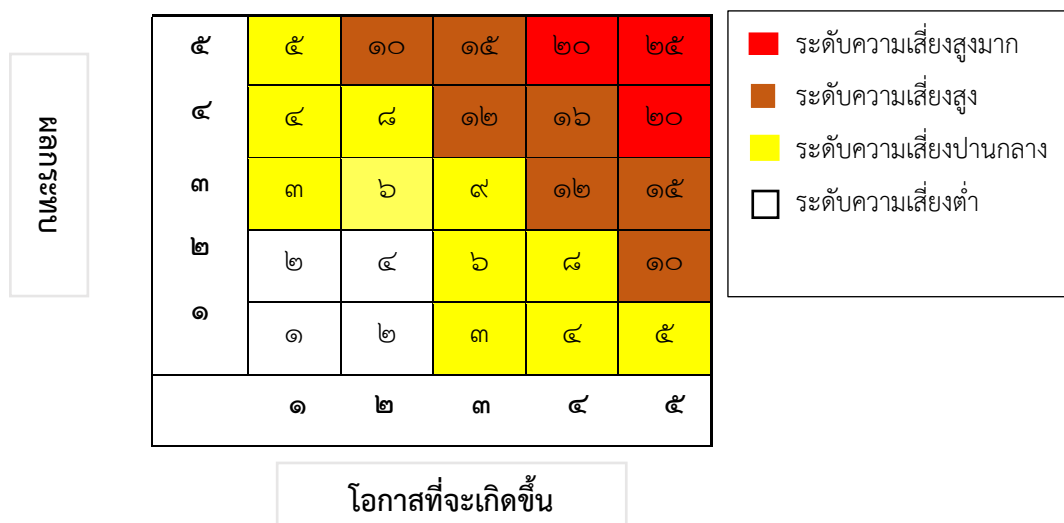 ผลกระทบ
๕ ๕ ๑๐ ๑๕ ๒๐ ๒๕
๔ ๔ ๘ ๑๒ ๑๖ ๒๐
๓ ๓ ๖ ๙ ๑๒ ๑๕
๒ ๒ ๔ ๖ ๘ ๑๐
๑ ๑ ๒ ๓ ๔ ๕
๑ ๒ ๓ ๔ ๕
โอกาสที่จะเกิดขึ้น
ระดับความเสี่ยงสูงมาก
ระดับความเสี่ยงสูง
ระดับความเสี่ยงปานกลาง
ระดับความเสี่ยงต่ำ